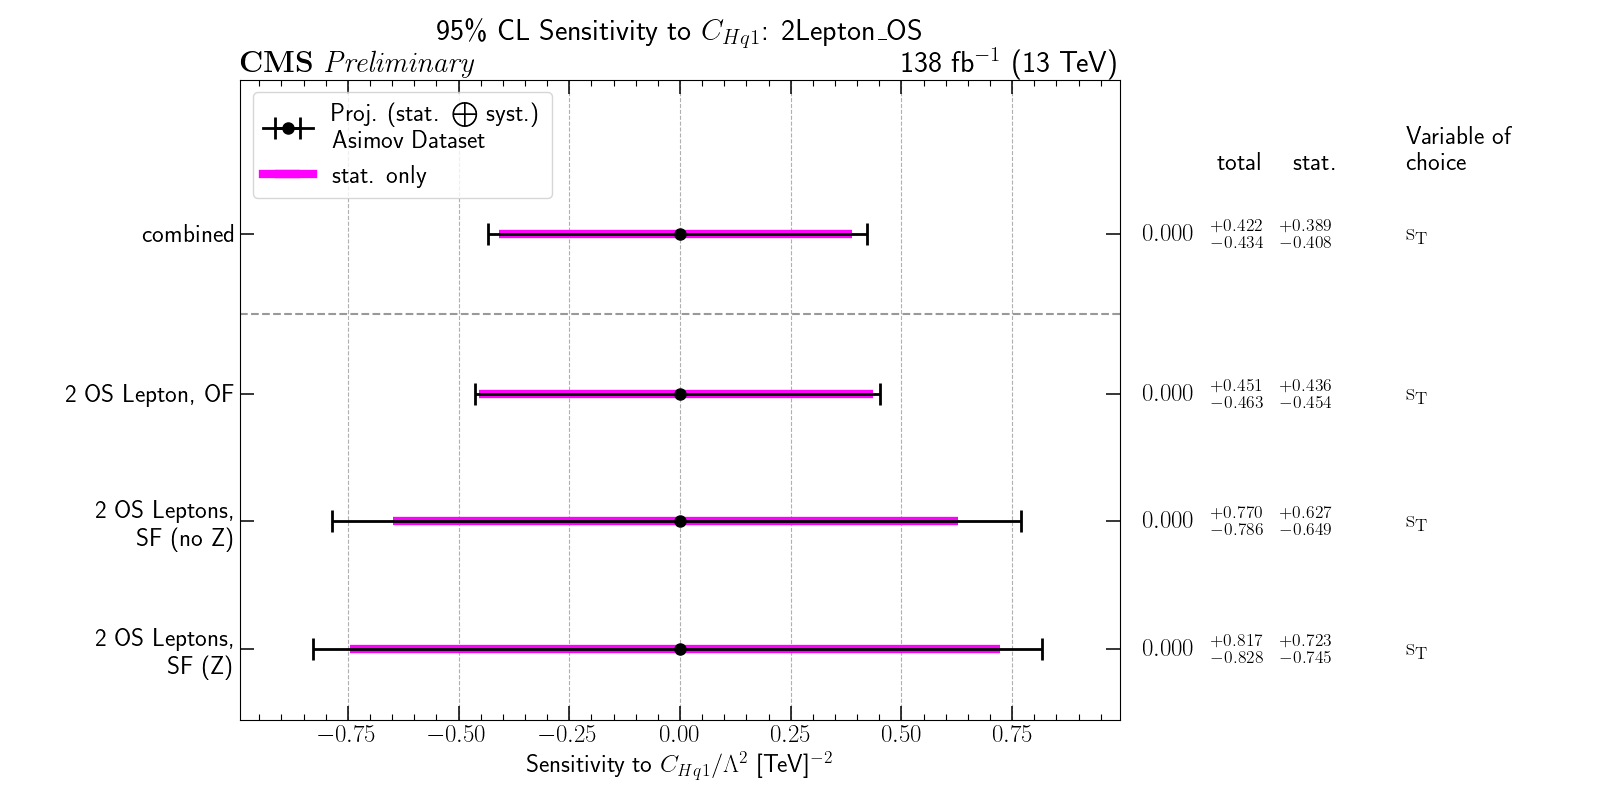 95% CL Sensitivity to C_{Hq1}: 2Lepton_OS
CMS Preliminary 138 fb^{-1} (13 TeV)
Proj. (stat. ⨁ syst.)
Asimov Dataset
stat. only
Variable of
choice
total stat.
combined 0.000 +0.422 −0.434 +0.389 −0.408 s_T
2 OS Lepton, OF 0.000 +0.451 −0.463 +0.436 −0.454 s_T
2 OS Leptons,
SF (no Z) 0.000 +0.770 −0.786 +0.627 −0.649 s_T
2 OS Leptons,
SF (Z) 0.000 +0.817 −0.828 +0.723 −0.745 s_T
−0.75 −0.50 −0.25 0.00 0.25 0.50 0.75
Sensitivity to C_{Hq1}/Λ^2 [TeV]^{−2}